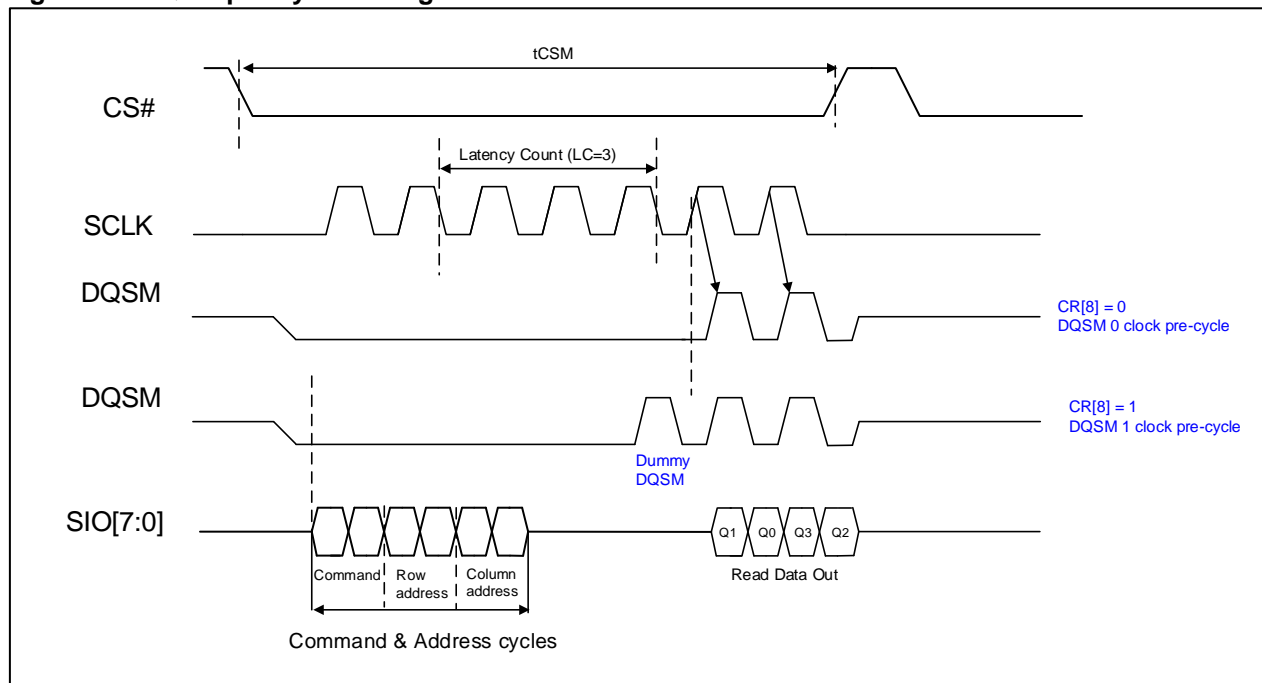 tCSM
CS#
Latency Count (LC=3)
SCLK
DQSM
CR[8] = 0
DQSM 0 clock pre-cycle
DQSM
CR[8] = 1
DQSM 1 clock pre-cycle
Dummy
DQSM
SIO[7:0]
Q1 Q0 Q3 Q2
Command Row address Column address
Read Data Out
Command & Address cycles